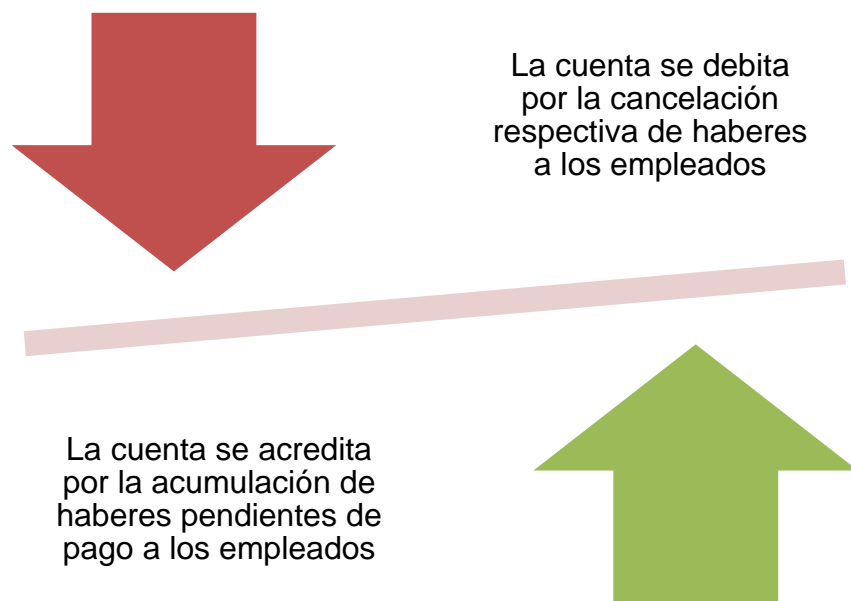 La cuenta se debita
por la cancelación
respectiva de haberes
a los empleados
La cuenta se acredita
por la acumulación de
haberes pendientes de
pago a los empleados